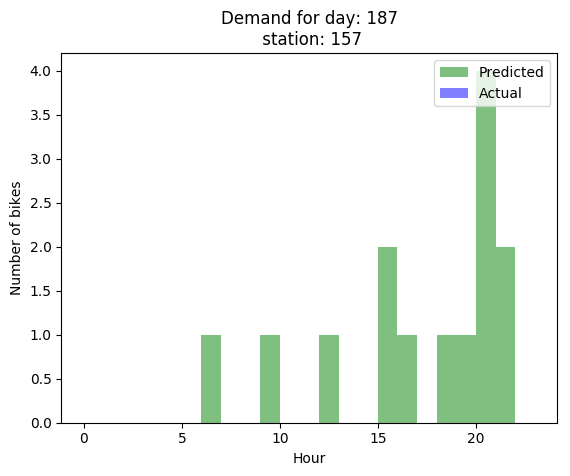 Demand for day: 187
station: 157
Predicted
Actual
Number of bikes
4.0
3.5
3.0
2.5
2.0
1.5
1.0
0.5
0.0
0 5 10 15 20
Hour